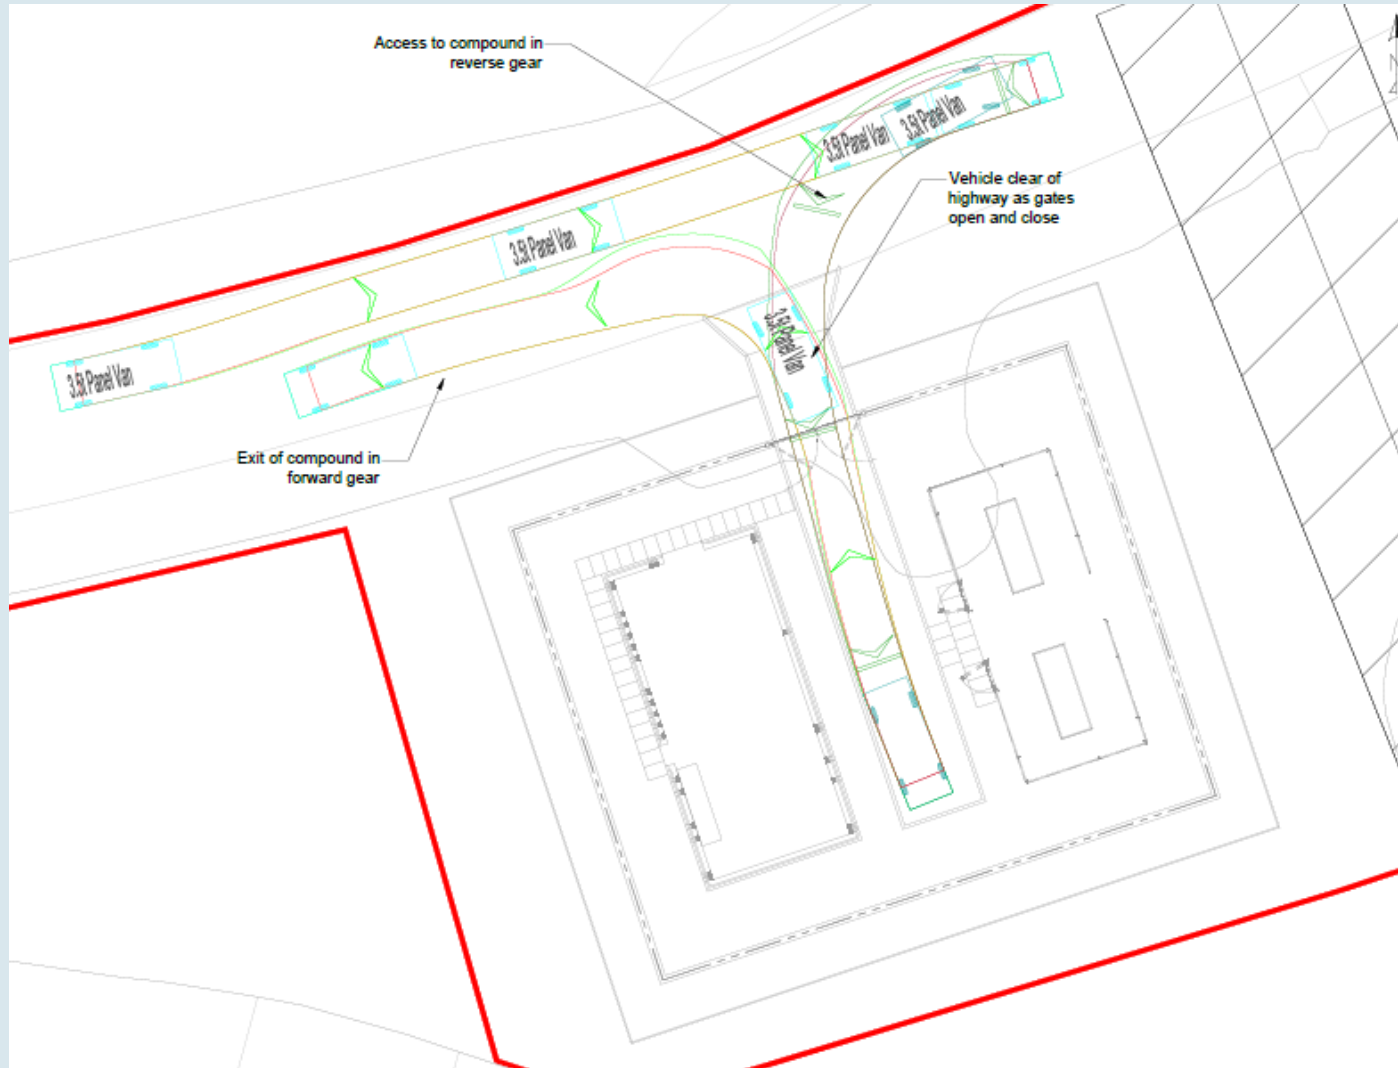 Access to compound in
reverse gear
3.5t Panel Van
3.5t Panel Van
Vehicle clear of
highway as gates
open and close
3.5t Panel Van
3.5t Panel Van
3.5t Panel Van
Exit of compound in
forward gear
N